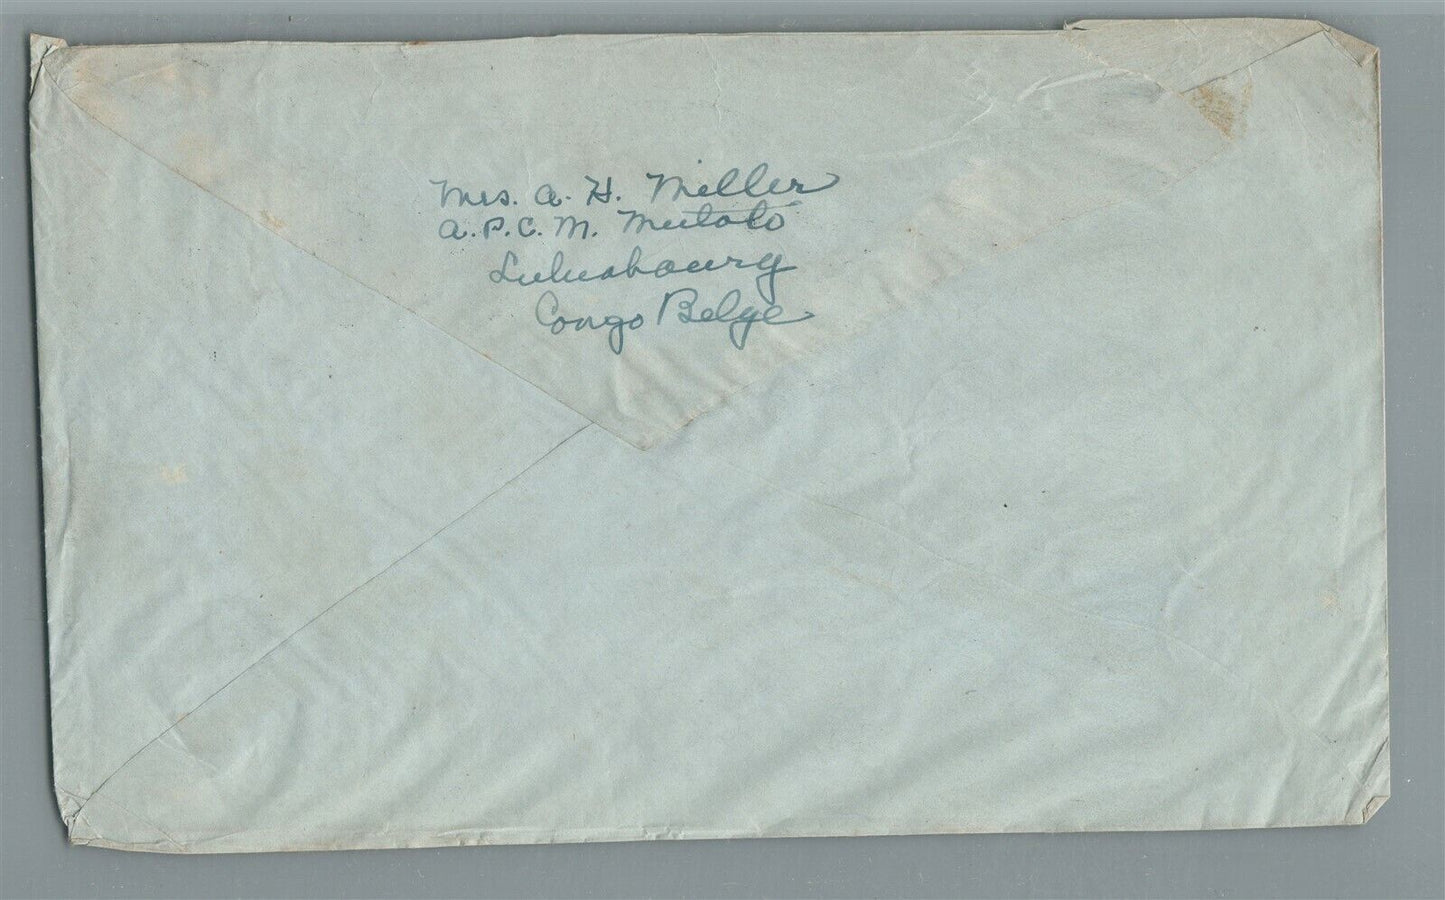 Mrs. A. H. Miller
A. P. C. M. Mutoto
Luluabourg
Congo Belge